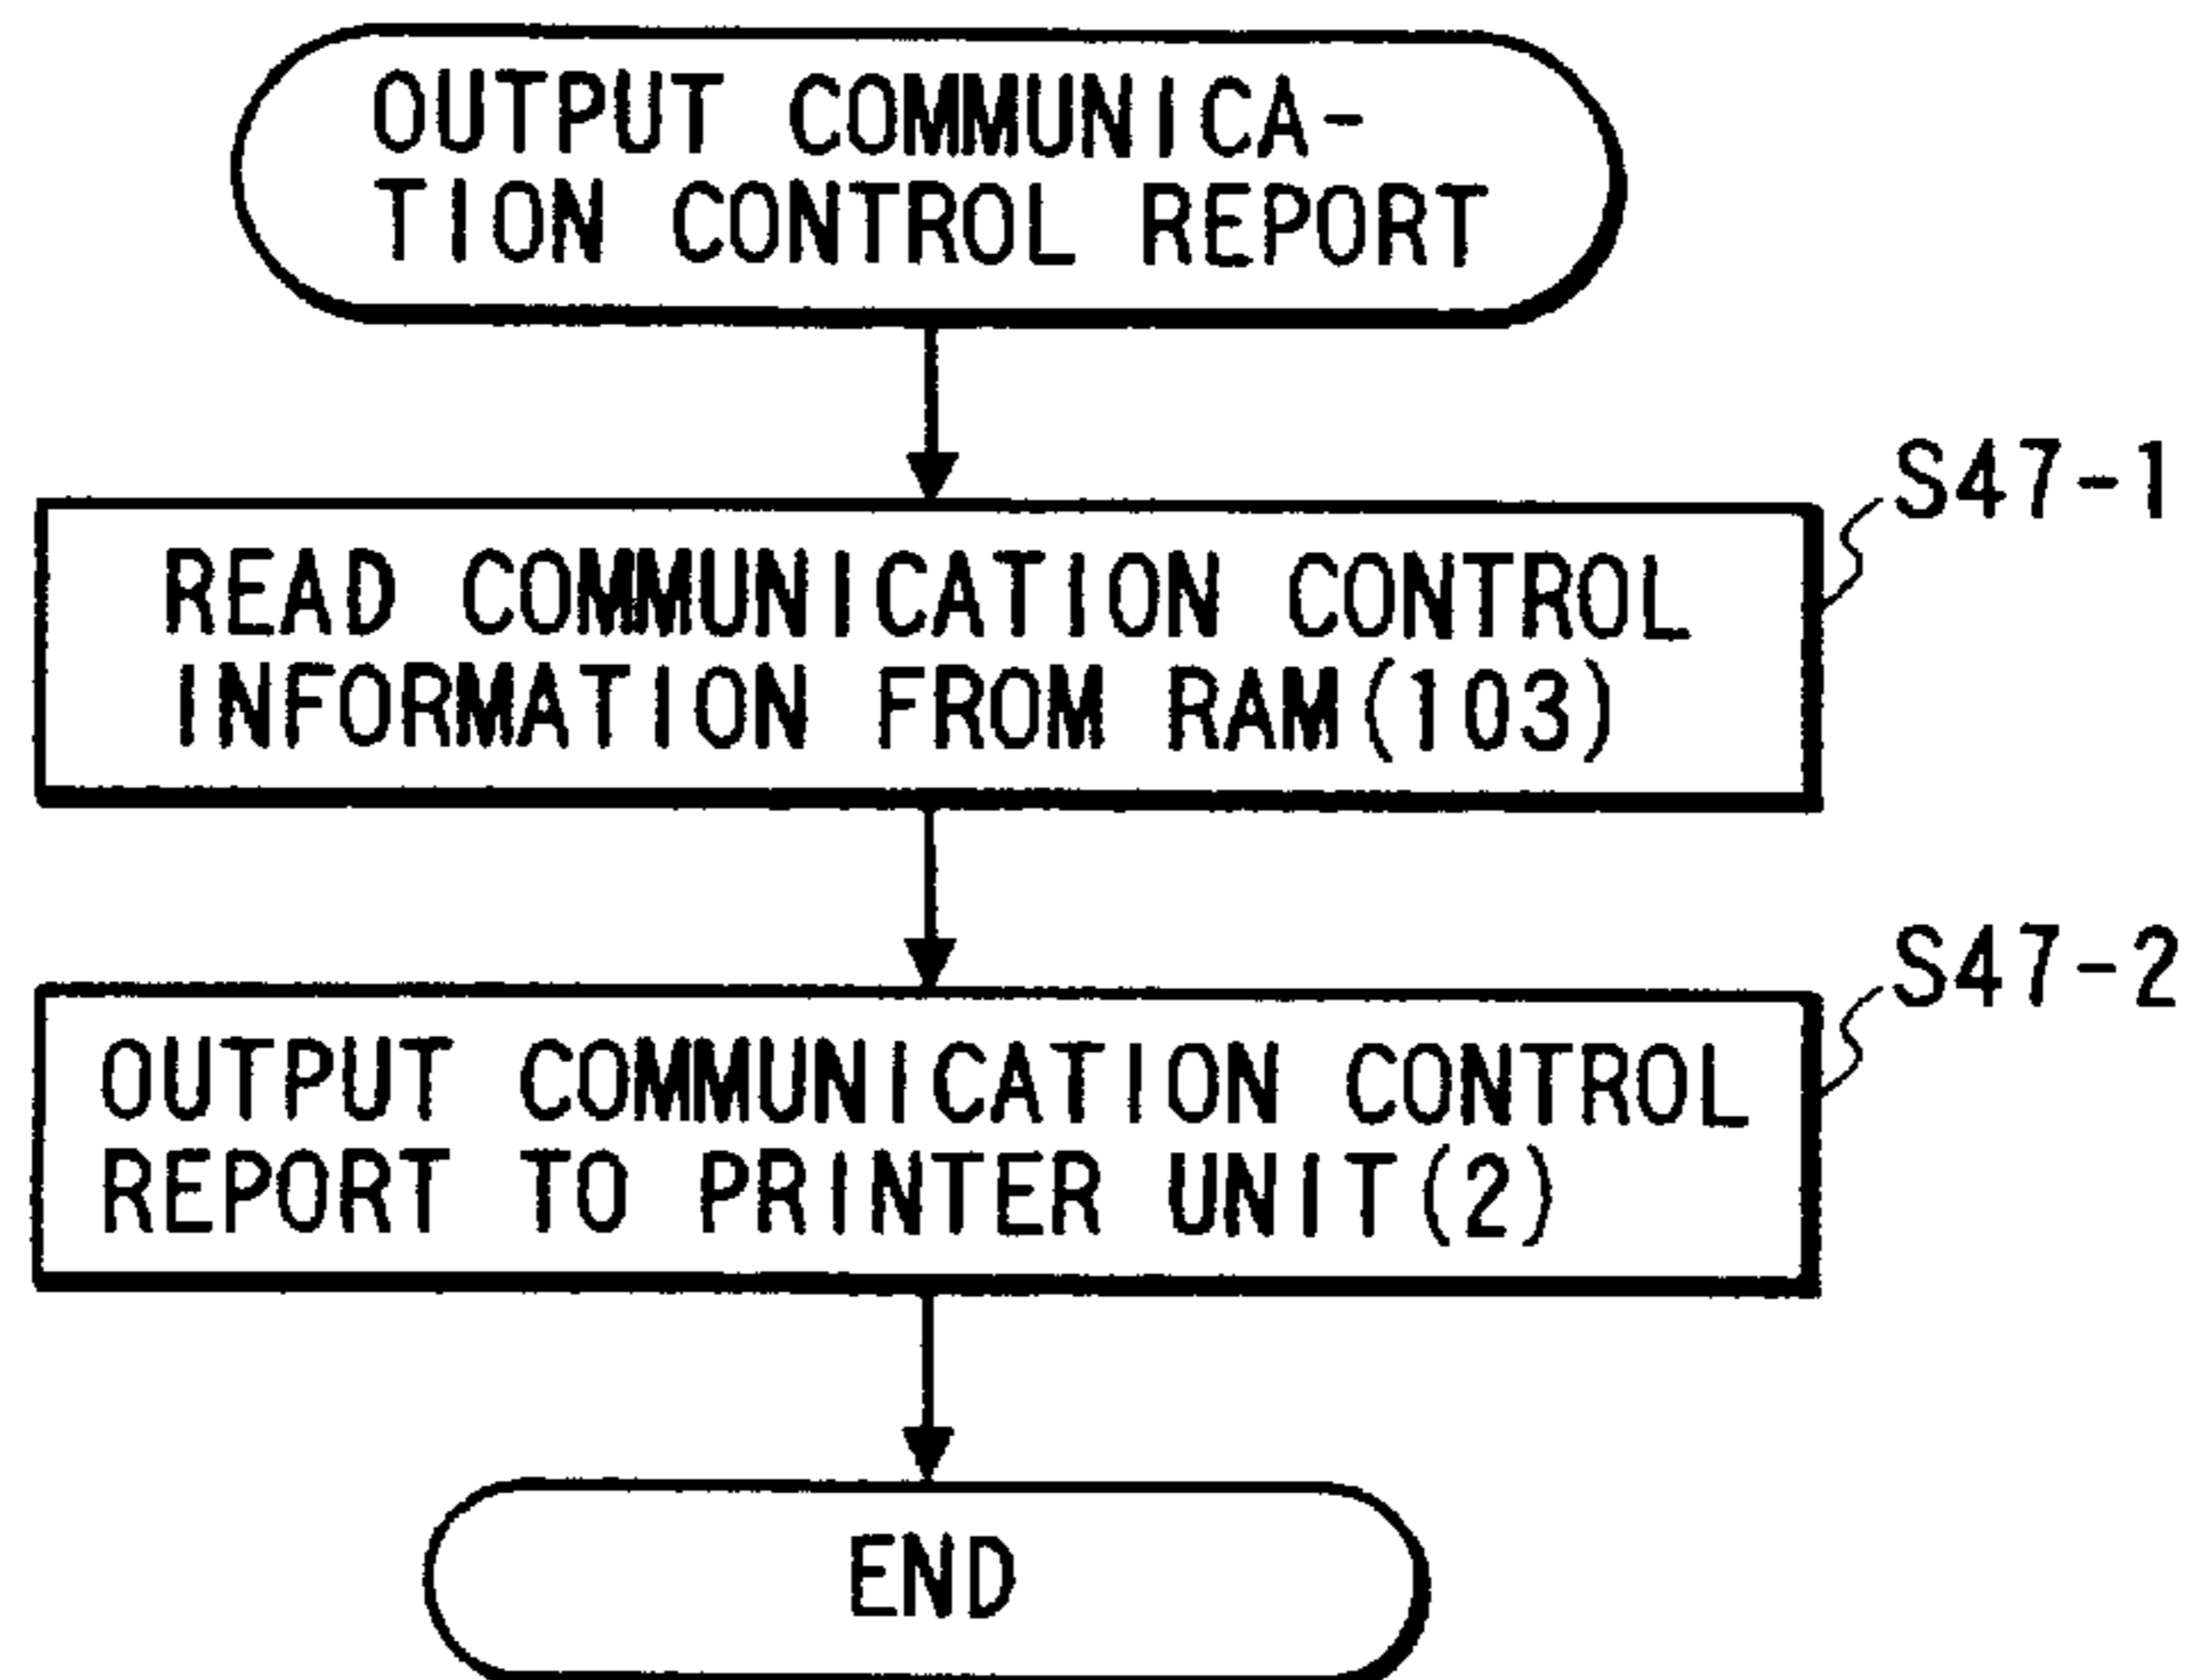 OUTPUT COMMUNICA-
TION CONTROL REPORT
S47-1
READ COMMUNICATION CONTROL
INFORMATION FROM RAM(103)
S47-2
OUTPUT COMMUNICATION CONTROL
REPORT TO PRINTER UNIT(2)
END